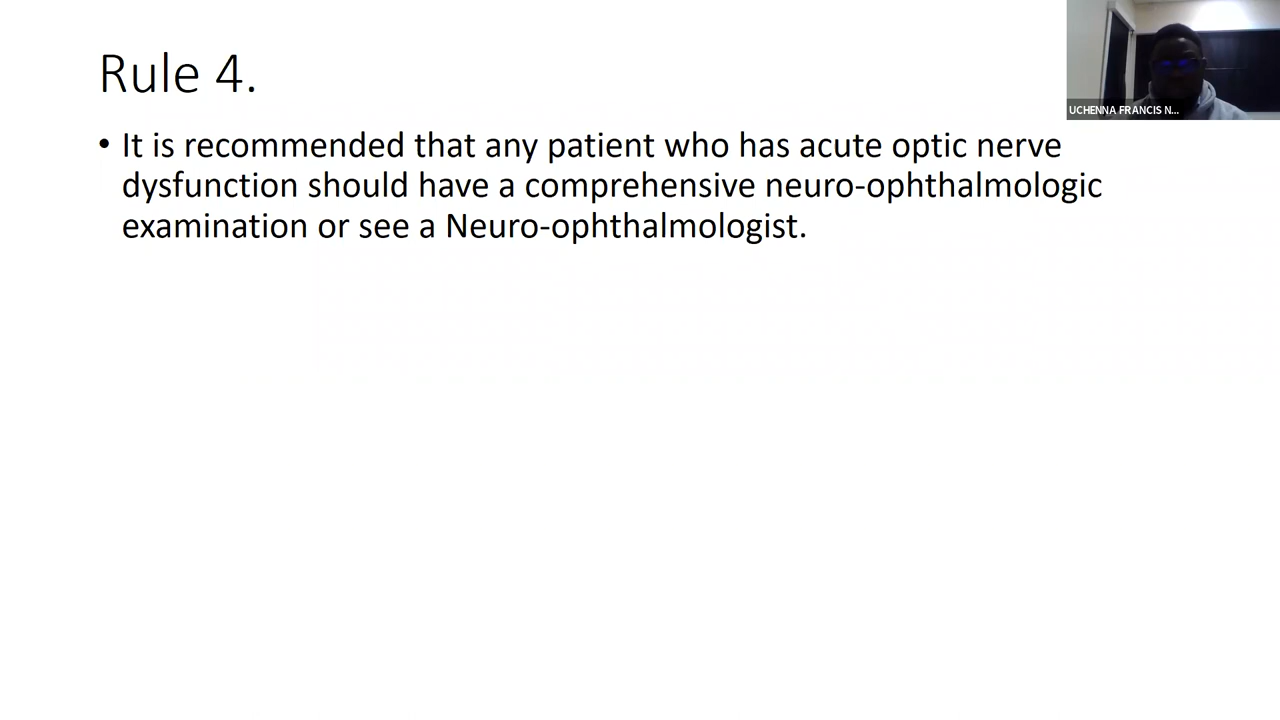 Rule 4.
UCHENNA FRANCIS N...
• It is recommended that any patient who has acute optic nerve
dysfunction should have a comprehensive neuro-ophthalmologic
examination or see a Neuro-ophthalmologist.